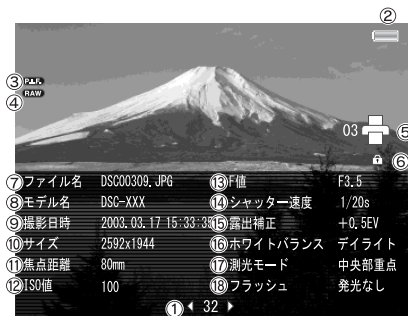 ②
③ P.I.F.
④ RAW
03 ⑤
⑥
⑦ファイル名 DSC00309.JPG ⑬F値 F3.5
⑧モデル名 DSC-XXX ⑭シャッター速度 1/20s
⑨撮影日時 2003.03.17 15:33:35 ⑮露出補正 +0.5EV
⑩サイズ 2592x1944 ⑯ホワイトバランス デイライト
⑪焦点距離 80mm ⑰測光モード 中央部重点
⑫ISO値 100 ⑱フラッシュ 発光なし
① 32